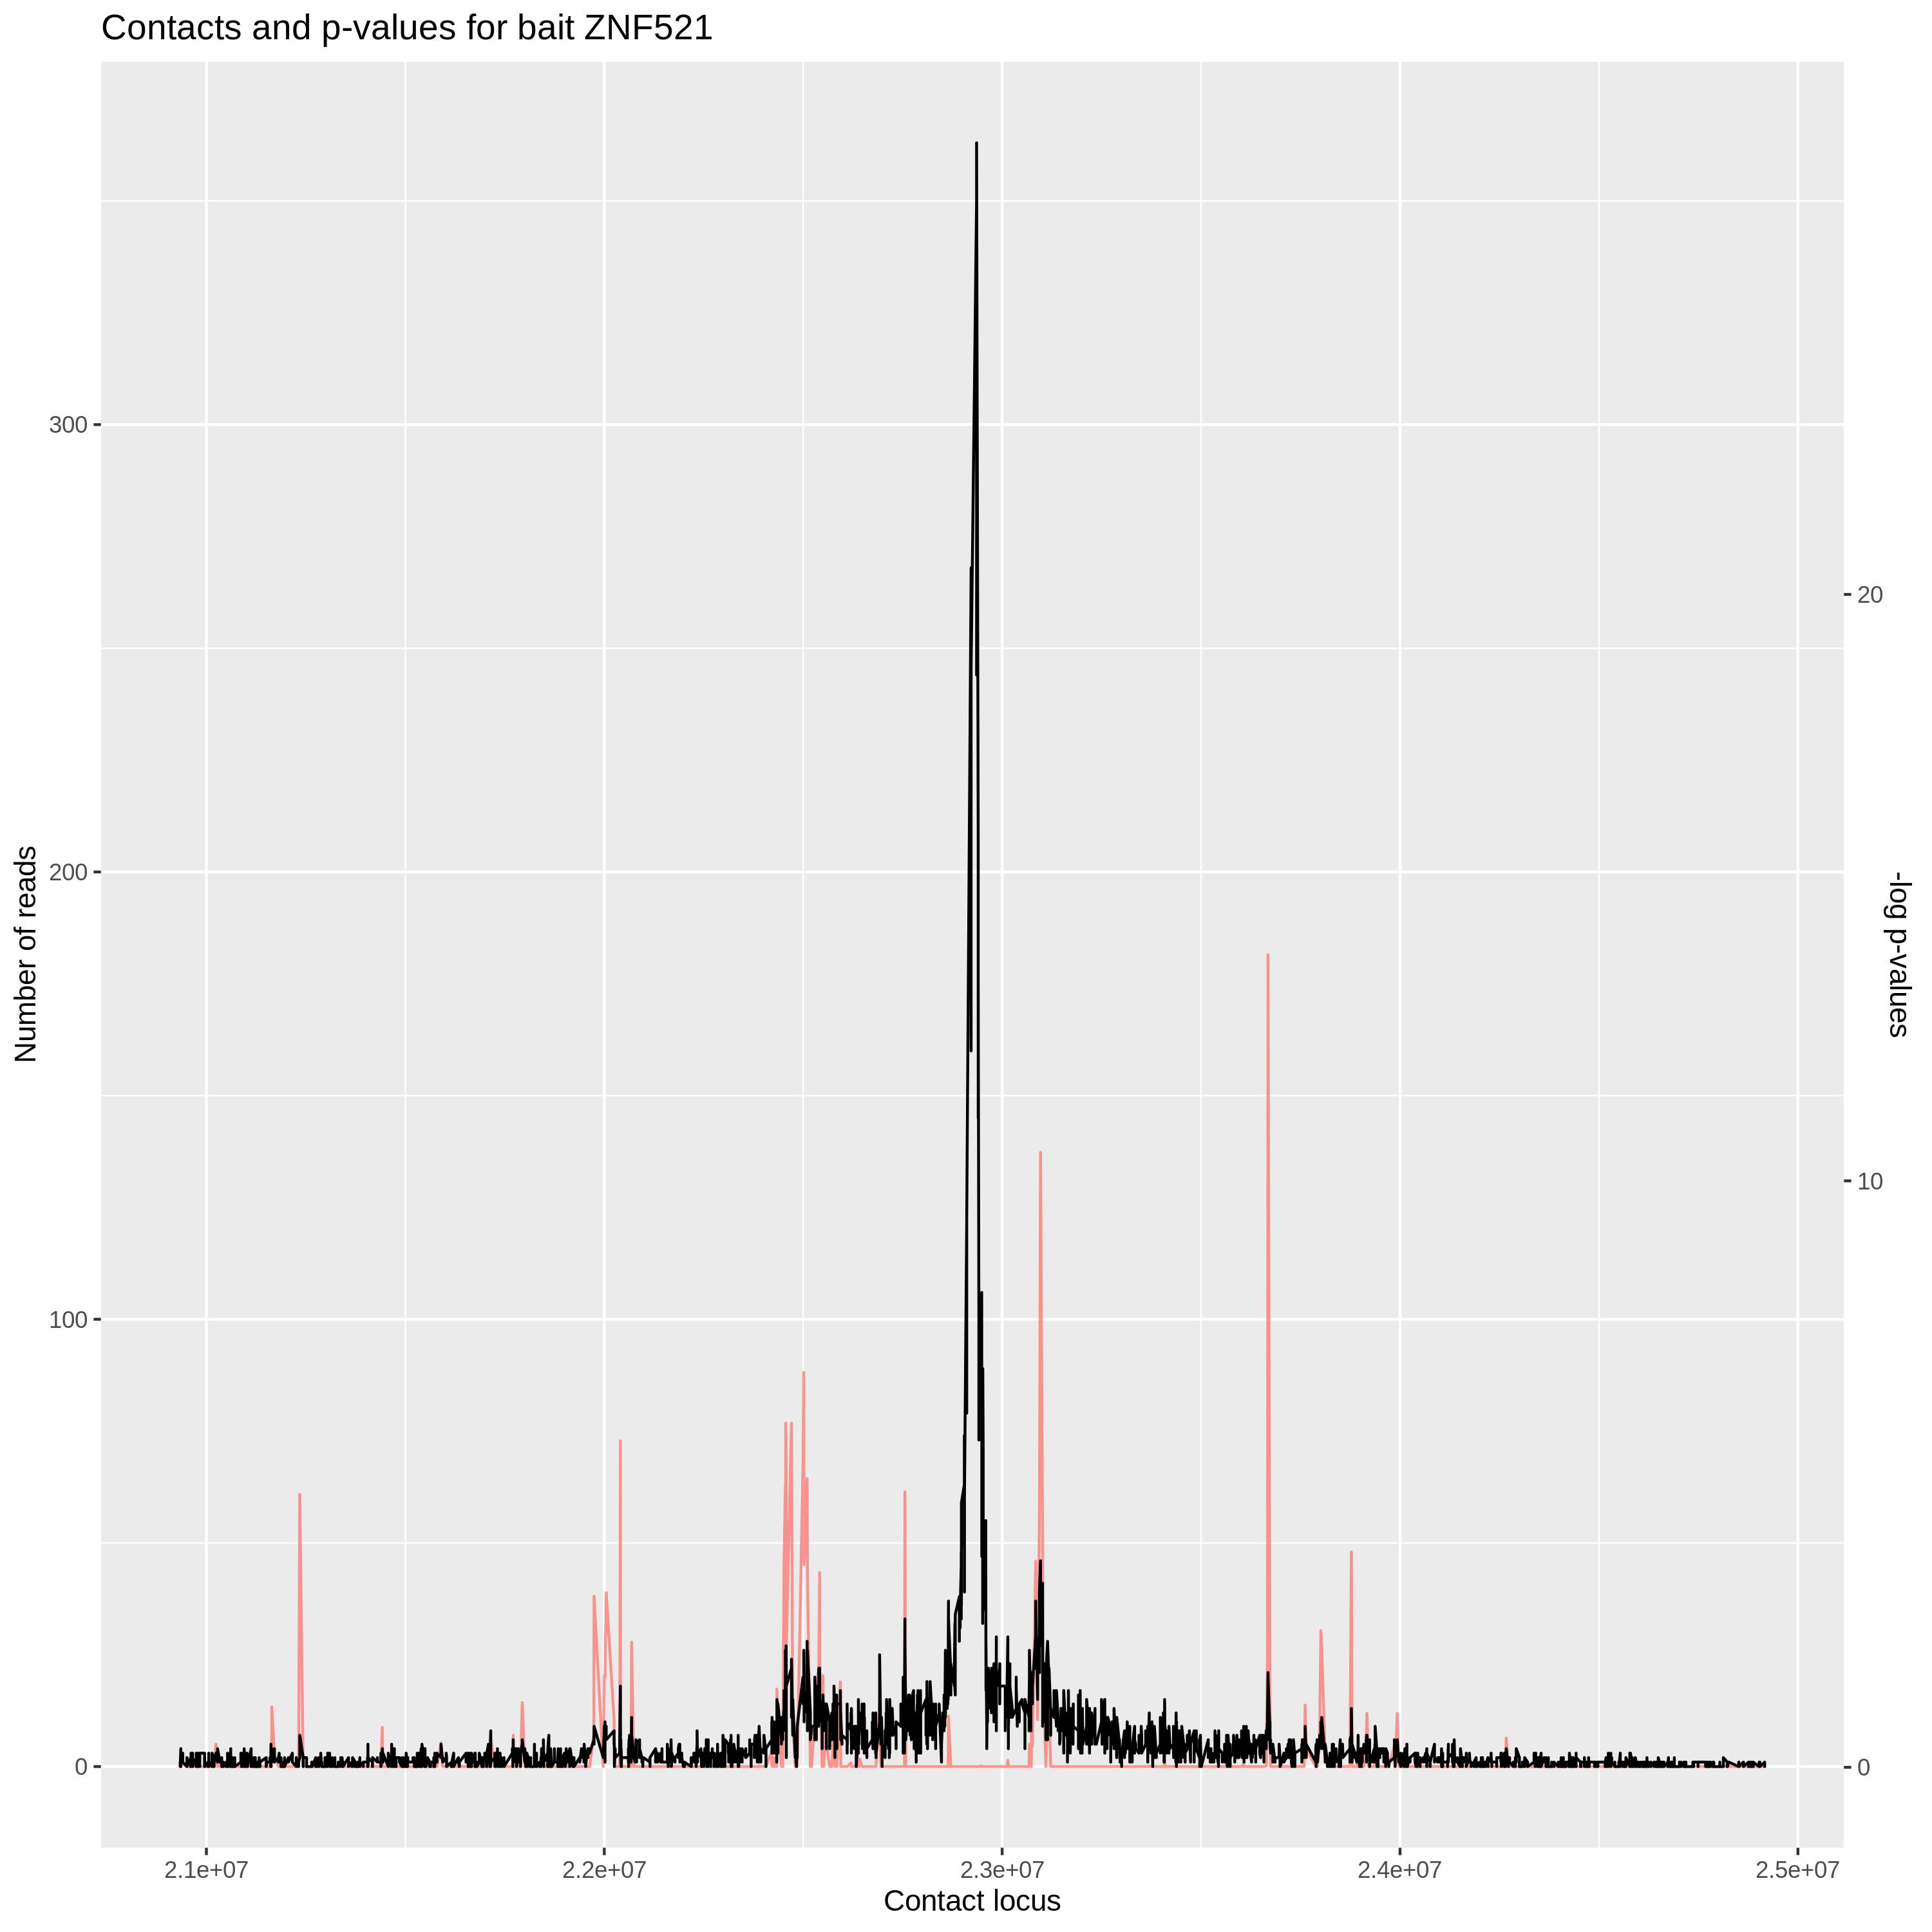 Contacts and p-values for bait ZNF521
Number of reads
300
200
100
0
20
10
0
-log p-values
2.1e+07 2.2e+07 2.3e+07 2.4e+07 2.5e+07
Contact locus